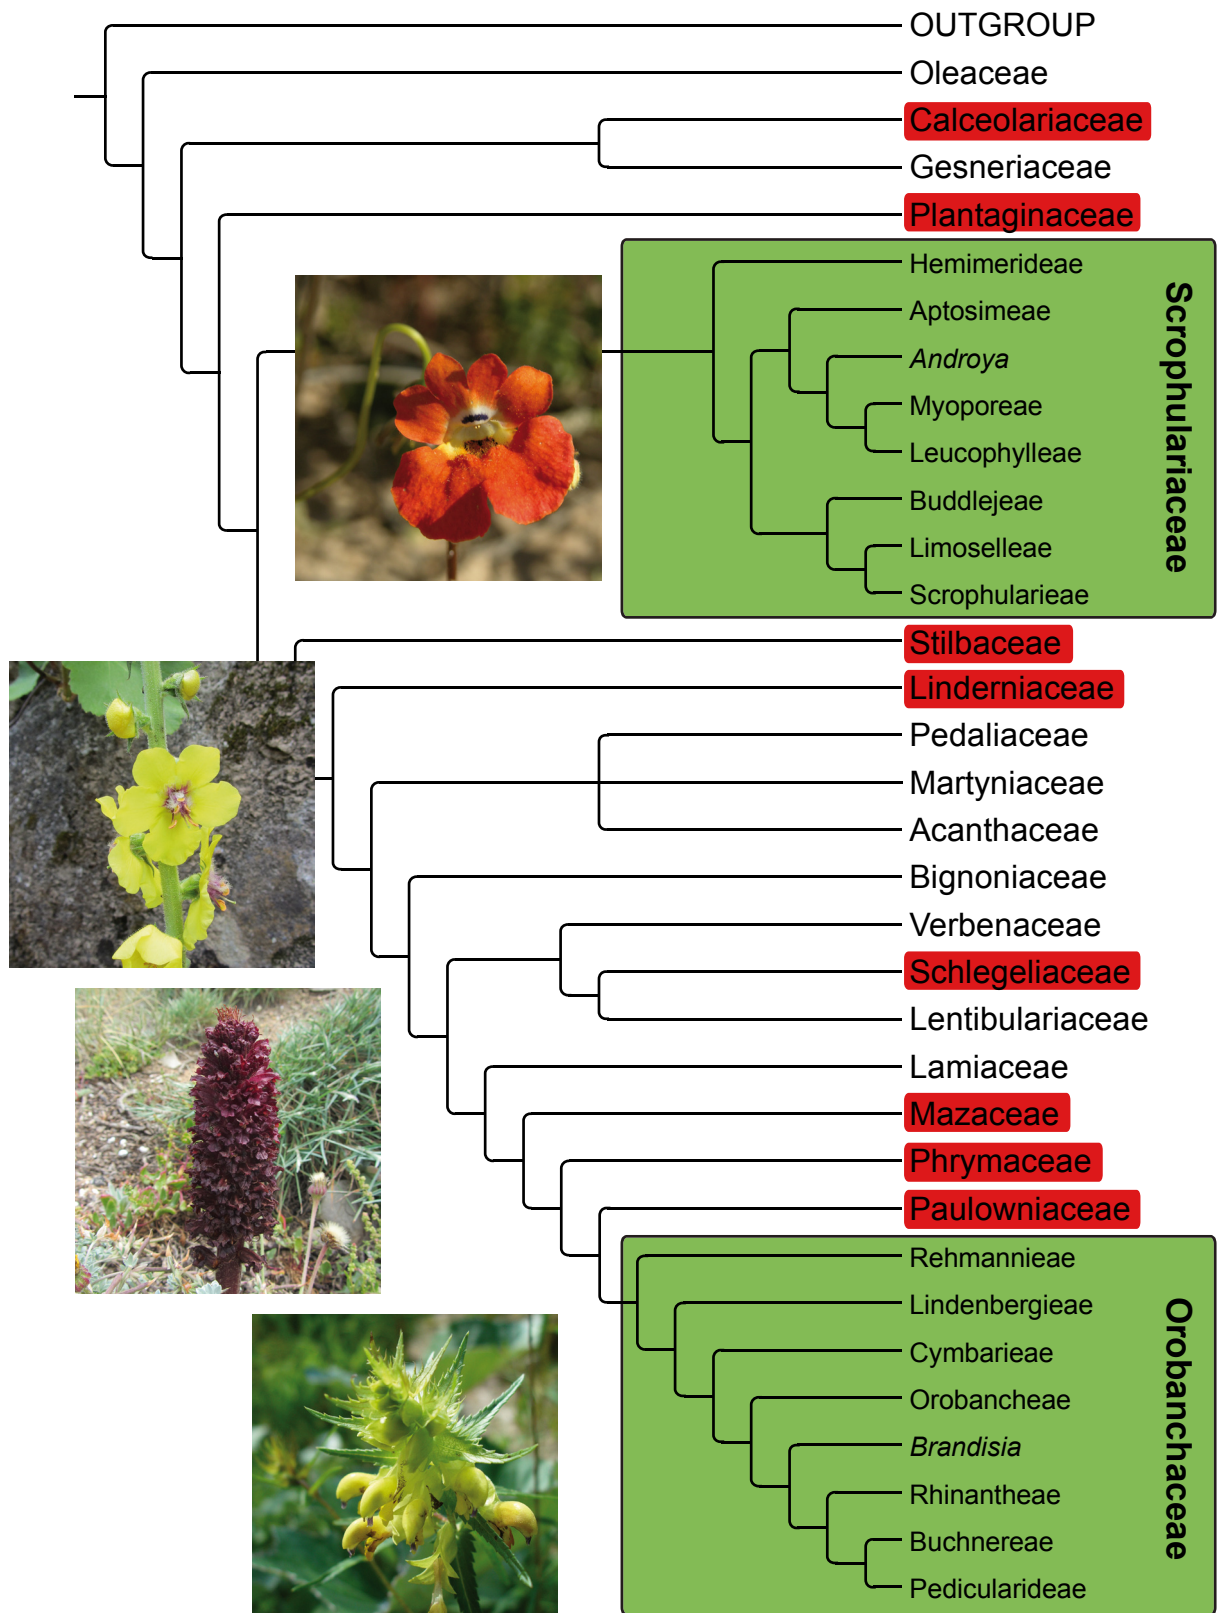 OUTGROUP
Oleaceae
Calceolariaceae
Gesneriaceae
Plantaginaceae
Hemimerideae
Aptosimeae
Androya
Myoporeae
Leucophylleae
Buddlejeae
Limoselleae
Scrophularieae
Scrophulariaceae
Stilbaceae
Linderniaceae
Pedaliaceae
Martyniaceae
Acanthaceae
Bignoniaceae
Verbenaceae
Schlegeliaceae
Lentibulariaceae
Lamiaceae
Mazaceae
Phrymaceae
Paulowniaceae
Rehmannieae
Lindenbergieae
Cymbarieae
Orobancheae
Brandisia
Rhinantheae
Buchnereae
Pedicularideae
Orobanchaceae